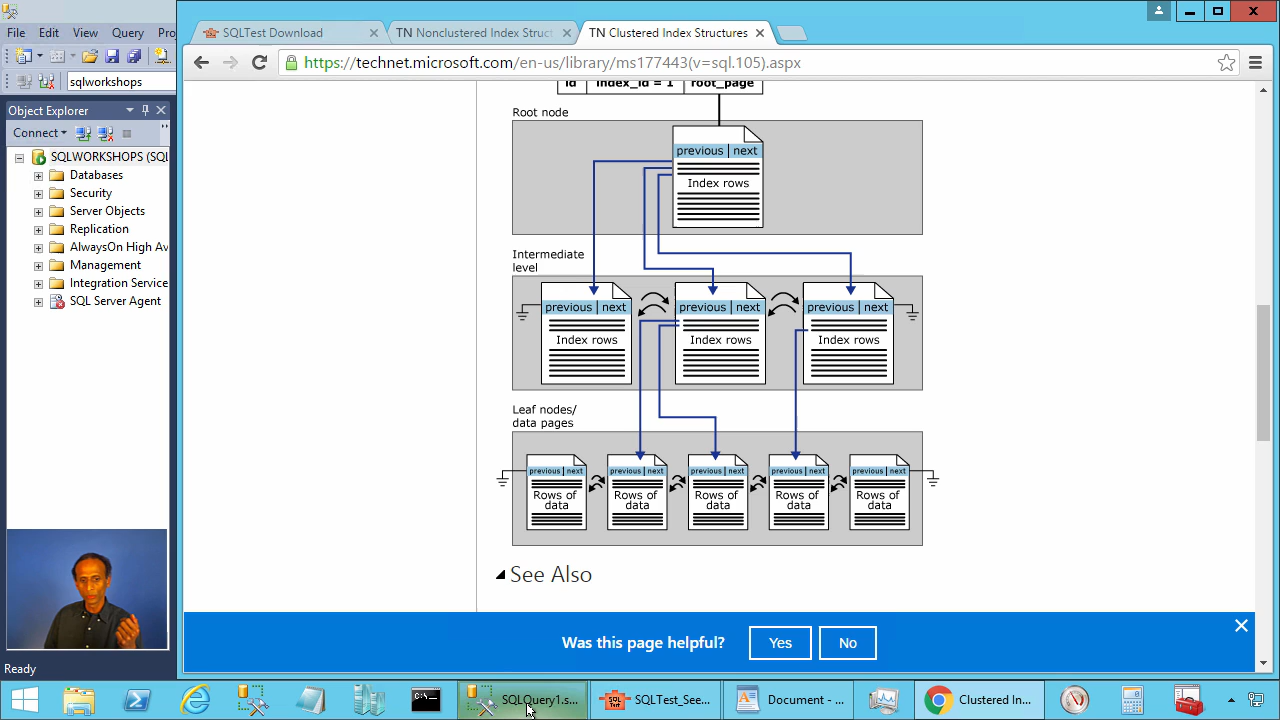 SQLTest Download
TN Nonclustered Index Struct
TN Clustered Index Structures
File Edit View Query Pro
https://technet.microsoft.com/en-us/library/ms177443(v=sql.105).aspx
sqlworkshops
Object Explorer
Connect
SQLWORKSHOPS (SQL
Databases
Security
Server Objects
Replication
AlwaysOn High Av
Management
Integration Service
SQL Server Agent
id index_id = 1 root_page
Root node
previous next
Index rows
Intermediate
level
previous next previous next previous next
Index rows Index rows Index rows
Leaf nodes/
data pages
previous next previous next previous next previous next previous next
Rows of Rows of Rows of Rows of Rows of
data data data data data
See Also
Was this page helpful? Yes No
Ready
SQLQuery1.s...
SQL Test
SQLTest_See...
Document - ...
Clustered In...